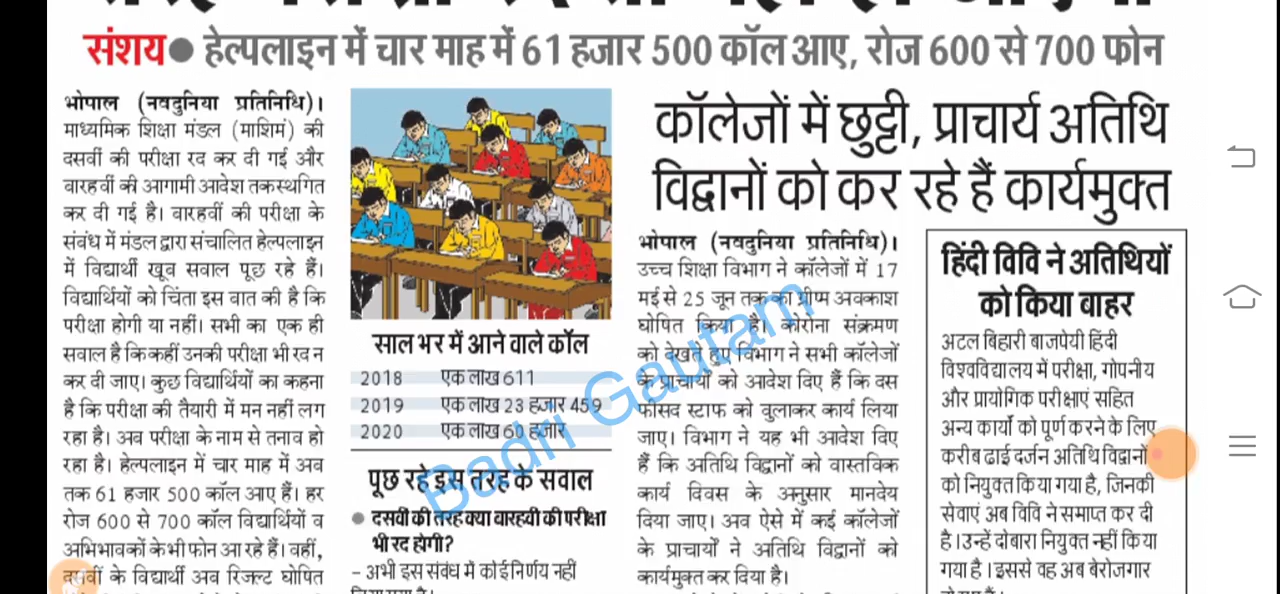 संशय● हेल्पलाइन में चार माह में 61 हजार 500 कॉल आए, रोज 600 से 700 फोन
भोपाल (नवदुनिया प्रतिनिधि)।
माध्यमिक शिक्षा मंडल (माशिमं) की
दसवीं की परीक्षा रद कर दी गई और
बारहवीं की आगामी आदेश तक स्थगित
कर दी गई है। बारहवीं की परीक्षा के
संबंध में मंडल द्वारा संचालित हेल्पलाइन
में विद्यार्थी खूब सवाल पूछ रहे हैं।
विद्यार्थियों को चिंता इस बात की है कि
परीक्षा होगी या नहीं। सभी का एक ही
सवाल है कि कहीं उनकी परीक्षा भी रद न
कर दी जाए। कुछ विद्यार्थियों का कहना
है कि परीक्षा की तैयारी में मन नहीं लग
रहा है। अब परीक्षा के नाम से तनाव हो
रहा है। हेल्पलाइन में चार माह में अब
तक 61 हजार 500 कॉल आए हैं। हर
रोज 600 से 700 कॉल विद्यार्थियों व
अभिभावकों के भी फोन आ रहे हैं। वहीं,
दसवीं के विद्यार्थी अब रिजल्ट घोषित
साल भर में आने वाले कॉल
2018 एक लाख 611
2019 एक लाख 23 हजार 459
2020 एक लाख 60 हजार
पूछ रहे इस तरह के सवाल
● दसवीं की तरह क्या बारहवीं की परीक्षा
भी रद होगी?
– अभी इस संबंध में कोई निर्णय नहीं
कॉलेजों में छुट्टी, प्राचार्य अतिथि
विद्वानों को कर रहे हैं कार्यमुक्त
भोपाल (नवदुनिया प्रतिनिधि)।
उच्च शिक्षा विभाग ने कॉलेजों में 17
मई से 25 जून तक का ग्रीष्म अवकाश
घोषित किया है। कोरोना संक्रमण
को देखते हुए विभाग ने सभी कॉलेजों
के प्राचार्यों को आदेश दिए हैं कि दस
फीसद स्टाफ को बुलाकर कार्य लिया
जाए। विभाग ने यह भी आदेश दिए
हैं कि अतिथि विद्वानों को वास्तविक
कार्य दिवस के अनुसार मानदेय
दिया जाए। अब ऐसे में कई कॉलेजों
के प्राचार्यों ने अतिथि विद्वानों को
कार्यमुक्त कर दिया है।
हिंदी विवि ने अतिथियों
को किया बाहर
अटल बिहारी बाजपेयी हिंदी
विश्वविद्यालय में परीक्षा, गोपनीय
और प्रायोगिक परीक्षाएं सहित
अन्य कार्यों को पूर्ण करने के लिए
करीब ढाई दर्जन अतिथि विद्वानों
को नियुक्त किया गया है, जिनकी
सेवाएं अब विवि ने समाप्त कर दी
है। उन्हें दोबारा नियुक्त नहीं किया
गया है। इससे वह अब बेरोजगार
Badri Gautam